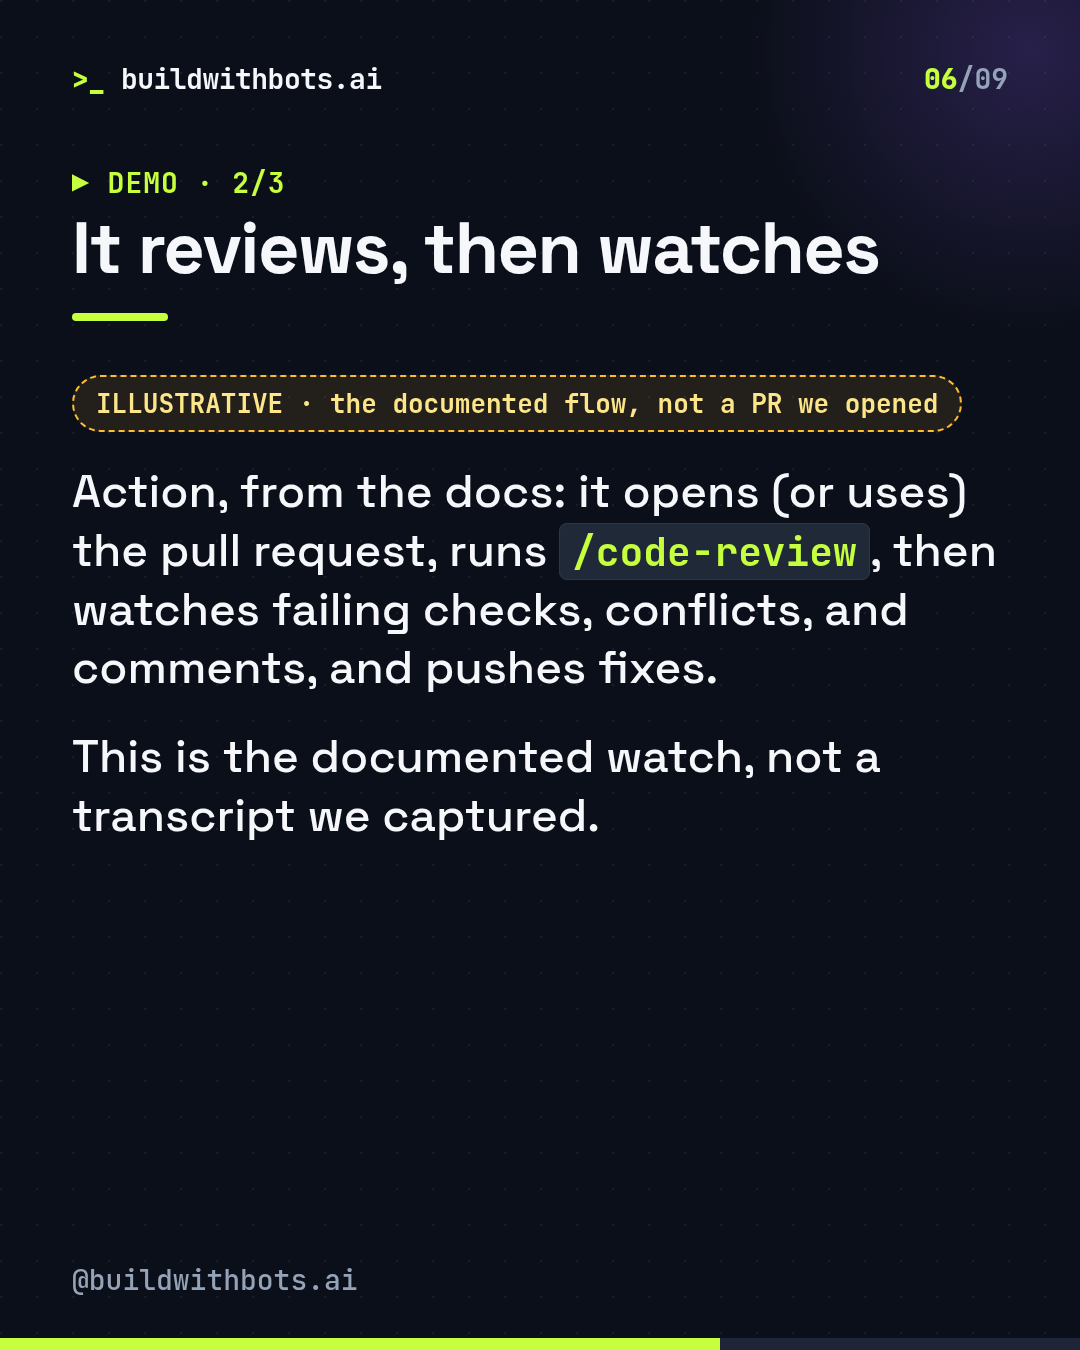 >_ buildwithbots.ai
06/09
▶ DEMO · 2/3
It reviews, then watches
ILLUSTRATIVE · the documented flow, not a PR we opened
Action, from the docs: it opens (or uses)
the pull request, runs /code-review, then
watches failing checks, conflicts, and
comments, and pushes fixes.
This is the documented watch, not a
transcript we captured.
@buildwithbots.ai